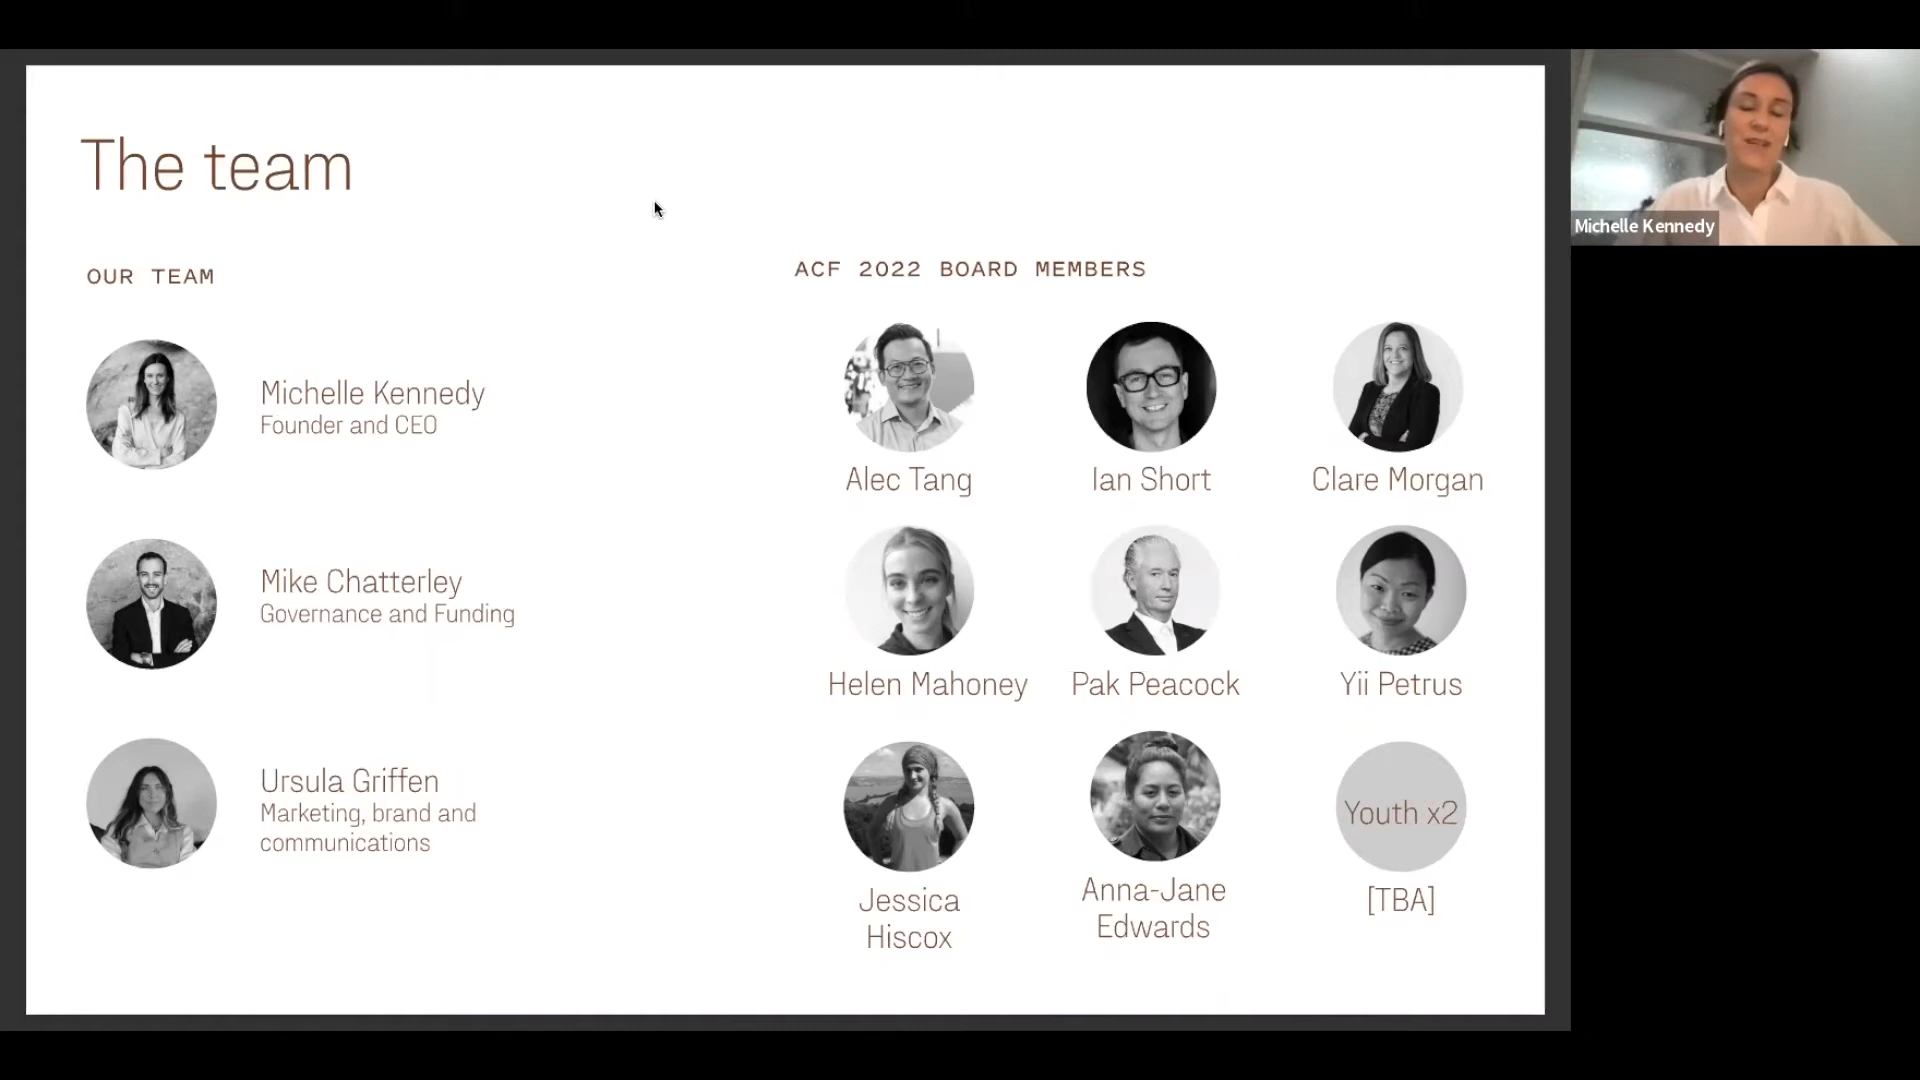 The team
OUR TEAM
Michelle Kennedy
Founder and CEO
Mike Chatterley
Governance and Funding
Ursula Griffen
Marketing, brand and
communications
ACF 2022 BOARD MEMBERS
Alec Tang
Ian Short
Clare Morgan
Helen Mahoney
Pak Peacock
Yii Petrus
Jessica
Hiscox
Anna-Jane
Edwards
Youth x2
[TBA]
Michelle Kennedy